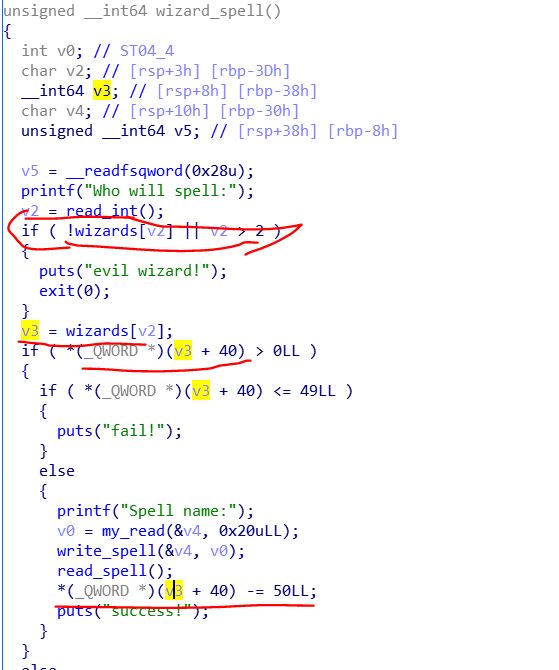 unsigned __int64 wizard_spell()
{
int v0; // ST04_4
char v2; // [rsp+3h] [rbp-3Dh]
__int64 v3; // [rsp+8h] [rbp-38h]
char v4; // [rsp+10h] [rbp-30h]
unsigned __int64 v5; // [rsp+38h] [rbp-8h]
v5 = __readfsqword(0x28u);
printf("Who will spell:");
v2 = read_int();
if ( !wizards[v2] || v2 > 2 )
{
puts("evil wizard!");
exit(0);
}
v3 = wizards[v2];
if ( *(_QWORD *)(v3 + 40) > 0LL )
{
if ( *(_QWORD *)(v3 + 40) <= 49LL )
{
puts("fail!");
}
else
{
printf("Spell name:");
v0 = my_read(&v4, 0x20uLL);
write_spell(&v4, v0);
read_spell();
*(_QWORD *)(v3 + 40) -= 50LL;
puts("success!");
}
}
else